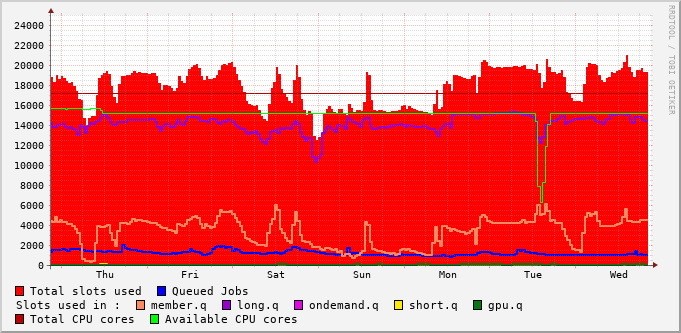 RRDTOOL / TOBI OETIKER
24000
22000
20000
18000
16000
14000
12000
10000
8000
6000
4000
2000
0
Thu Fri Sat Sun Mon Tue Wed
Total slots used Queued Jobs
Slots used in : member.q long.q ondemand.q short.q gpu.q
Total CPU cores Available CPU cores